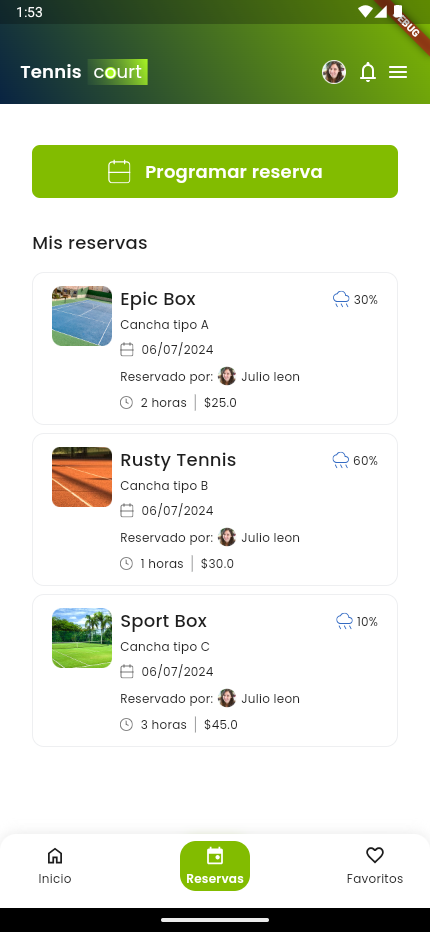 1:53
DEBUG
Tennis court
Programar reserva
Mis reservas
Epic Box
30%
Cancha tipo A
06/07/2024
Reservado por: Julio leon
2 horas | $25.0
Rusty Tennis
60%
Cancha tipo B
06/07/2024
Reservado por: Julio leon
1 horas | $30.0
Sport Box
10%
Cancha tipo C
06/07/2024
Reservado por: Julio leon
3 horas | $45.0
Inicio
Reservas
Favoritos